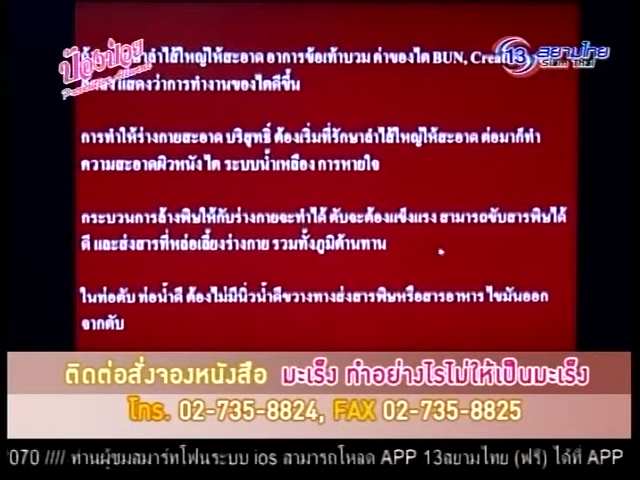 ป๋องแป๋ง
13 สยามไทย
SIAM THAI
ลำไส้ใหญ่ให้สะอาด อาการข้อเท้าบวม ค่าของไต BUN,
แสดงว่าการทำงานของไตดีขึ้น
การทำให้ร่างกายสะอาด บริสุทธิ์ ต้องเริ่มที่รักษาลำไส้ใหญ่ให้สะอาด ต่อมาก็ทำ
ความสะอาดผิวหนัง ไต ระบบน้ำเหลือง การหายใจ
กระบวนการล้างพิษให้กับร่างกายจะทำได้ ตับจะต้องแข็งแรง สามารถขับสารพิษได้
ดี และส่งสารที่หล่อเลี้ยงร่างกาย รวมทั้งภูมิต้านทาน
ในท่อตับ ท่อน้ำดี ต้องไม่มีนิ่วน้ำดีขวางทางส่งสารพิษหรือสารอาหาร ไขมันออก
จากตับ
ติดต่อสั่งจองหนังสือ มะเร็ง ทำอย่างไรไม่ให้เป็นมะเร็ง
โทร. 02-735-8824, FAX 02-735-8825
070 //// ท่านผู้ชมสมาร์ทโฟนระบบ ios สามารถโหลด APP 13สยามไทย (ฟรี) ได้ที่ APP